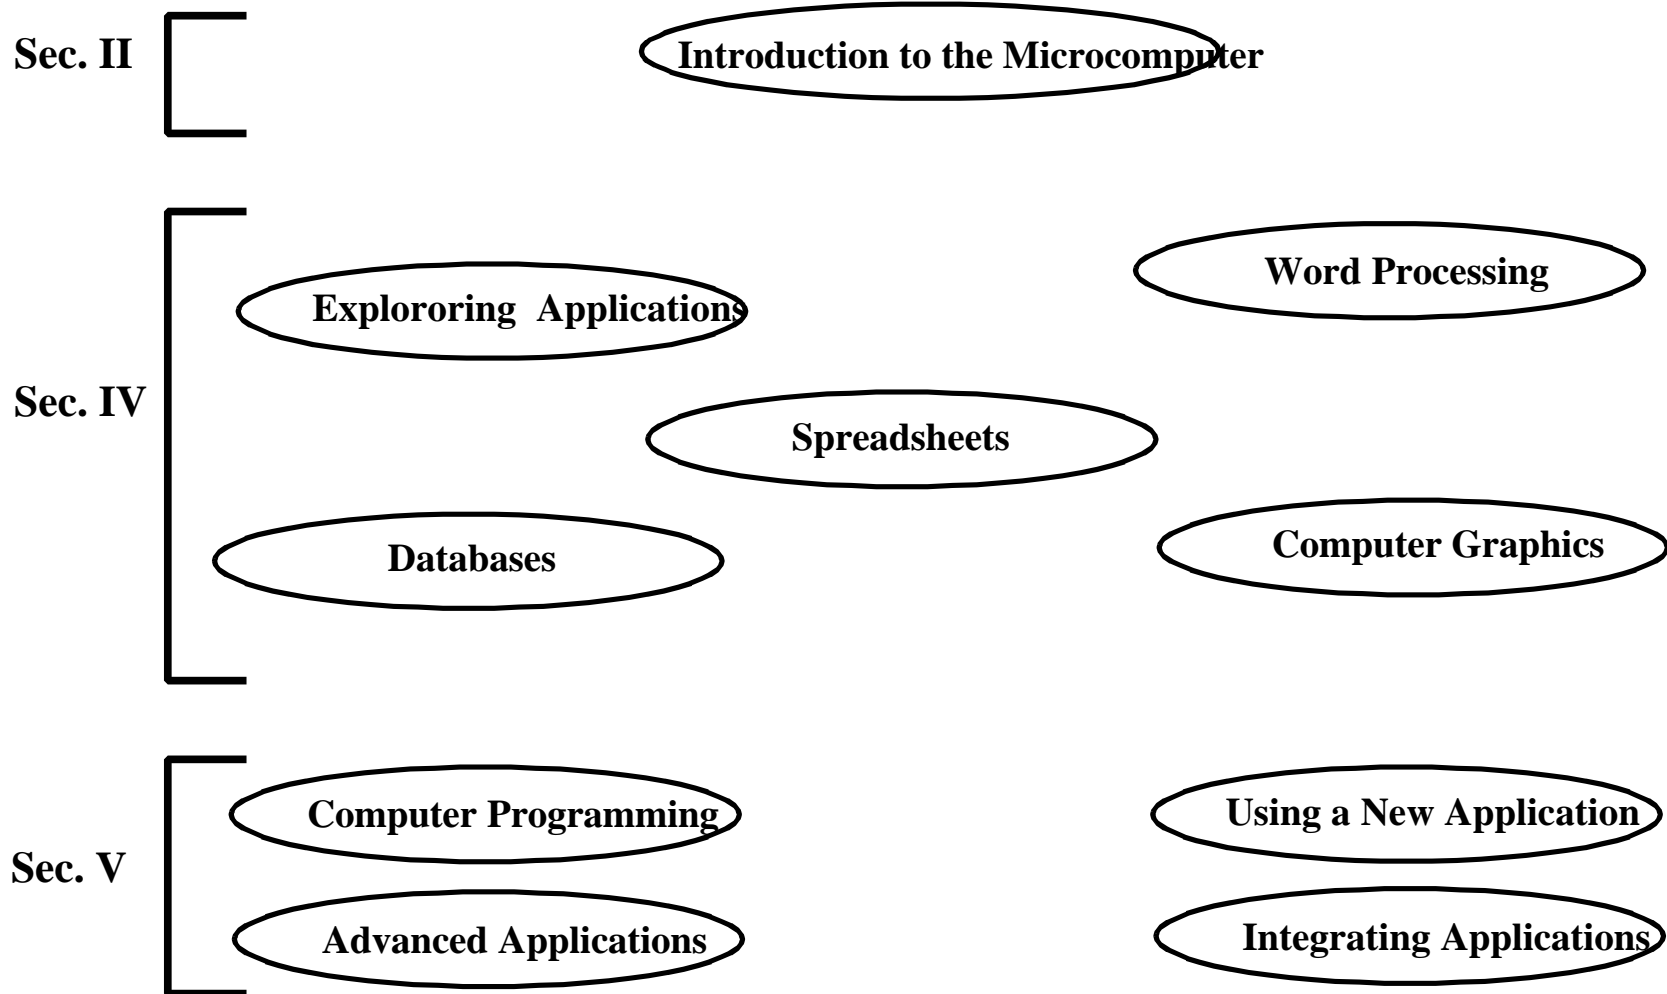 Sec. II
Introduction to the Microcomputer
Word Processing
Explororing Applications
Sec. IV
Spreadsheets
Computer Graphics
Databases
Using a New Application
Computer Programming
Sec. V
Integrating Applications
Advanced Applications